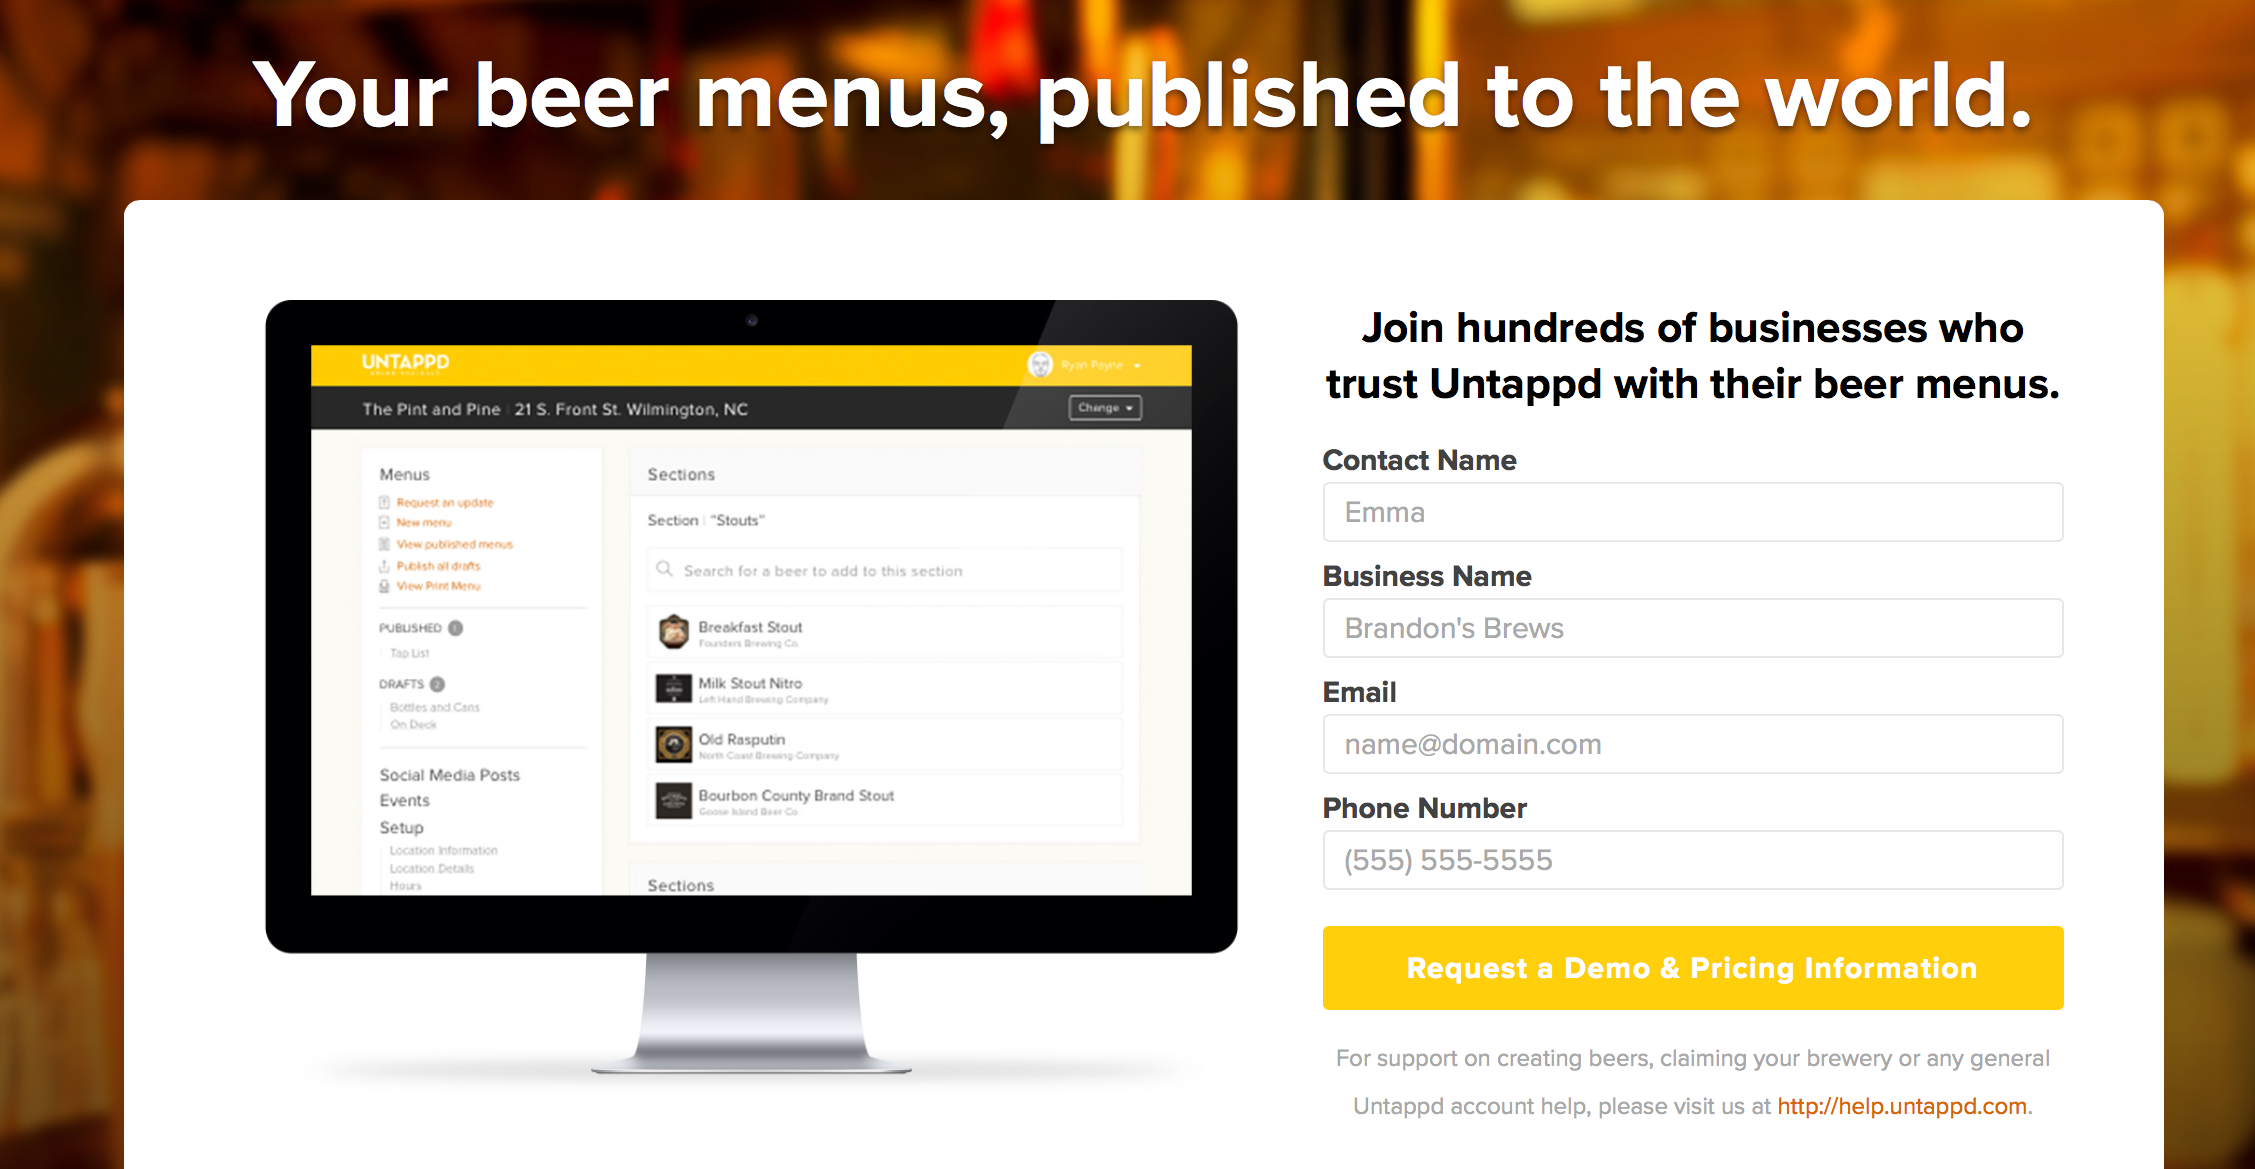 Your beer menus, published to the world.
UNTAPPD
Ryan Payne
The Pint and Pine | 21 S. Front St. Wilmington, NC
Change
Menus
Request an update
New menu
View published menus
Publish all drafts
View Print Menu
PUBLISHED 1
Tap List
DRAFTS 2
Bottles and Cans
On Deck
Social Media Posts
Events
Setup
Location Information
Location Details
Hours
Sections
Section | "Stouts"
Search for a beer to add to this section
Breakfast Stout
Founders Brewing Co.
Milk Stout Nitro
Left Hand Brewing Company
Old Rasputin
North Coast Brewing Company
Bourbon County Brand Stout
Goose Island Beer Co.
Sections
Join hundreds of businesses who
trust Untappd with their beer menus.
Contact Name
Emma
Business Name
Brandon's Brews
Email
name@domain.com
Phone Number
(555) 555-5555
Request a Demo & Pricing Information
For support on creating beers, claiming your brewery or any general
Untappd account help, please visit us at http://help.untappd.com.